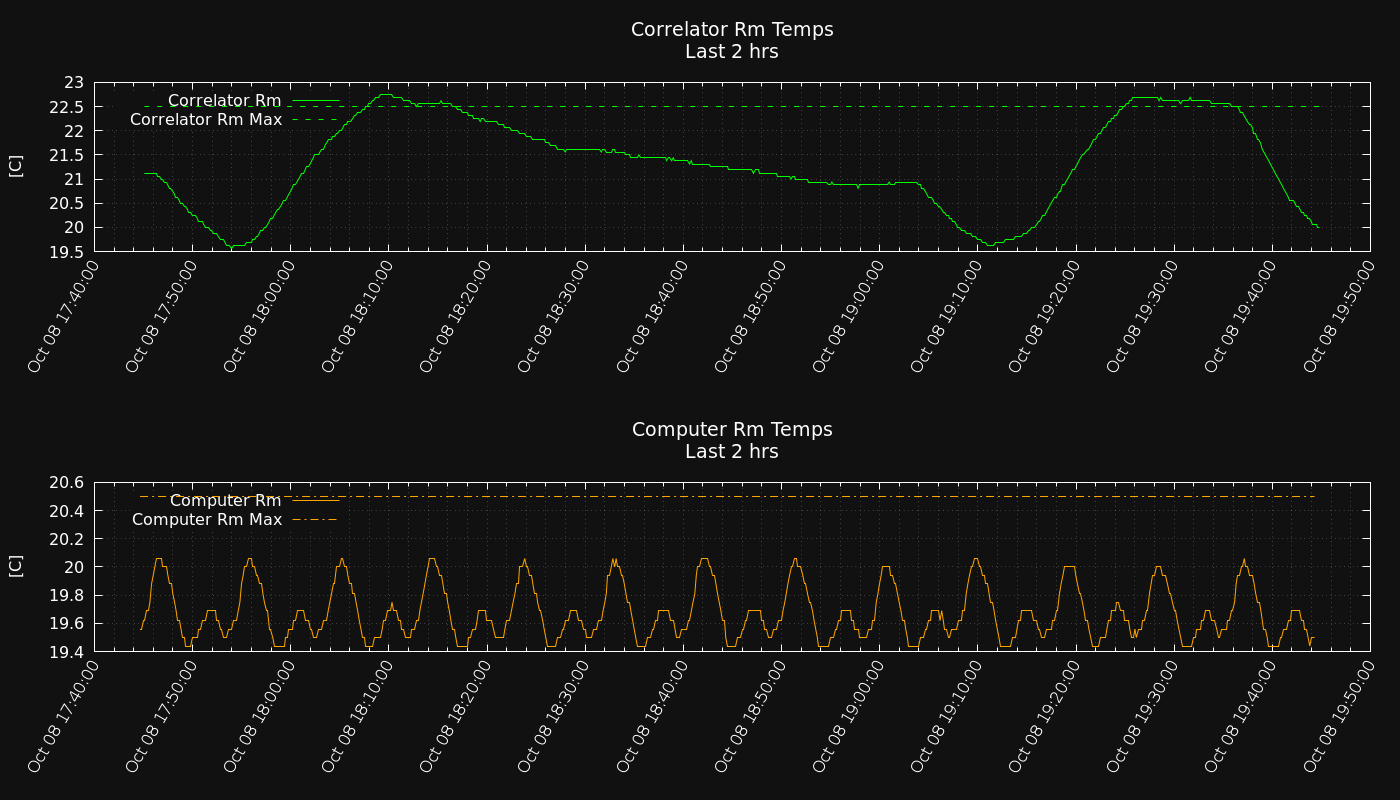 Correlator Rm Temps
Last 2 hrs
23
22.5
22
21.5
21
20.5
20
19.5
[C]
Correlator Rm
Correlator Rm Max
Oct 08 17:40:00
Oct 08 17:50:00
Oct 08 18:00:00
Oct 08 18:10:00
Oct 08 18:20:00
Oct 08 18:30:00
Oct 08 18:40:00
Oct 08 18:50:00
Oct 08 19:00:00
Oct 08 19:10:00
Oct 08 19:20:00
Oct 08 19:30:00
Oct 08 19:40:00
Oct 08 19:50:00
Computer Rm Temps
Last 2 hrs
20.6
20.4
20.2
20
19.8
19.6
19.4
[C]
Computer Rm
Computer Rm Max
Oct 08 17:40:00
Oct 08 17:50:00
Oct 08 18:00:00
Oct 08 18:10:00
Oct 08 18:20:00
Oct 08 18:30:00
Oct 08 18:40:00
Oct 08 18:50:00
Oct 08 19:00:00
Oct 08 19:10:00
Oct 08 19:20:00
Oct 08 19:30:00
Oct 08 19:40:00
Oct 08 19:50:00